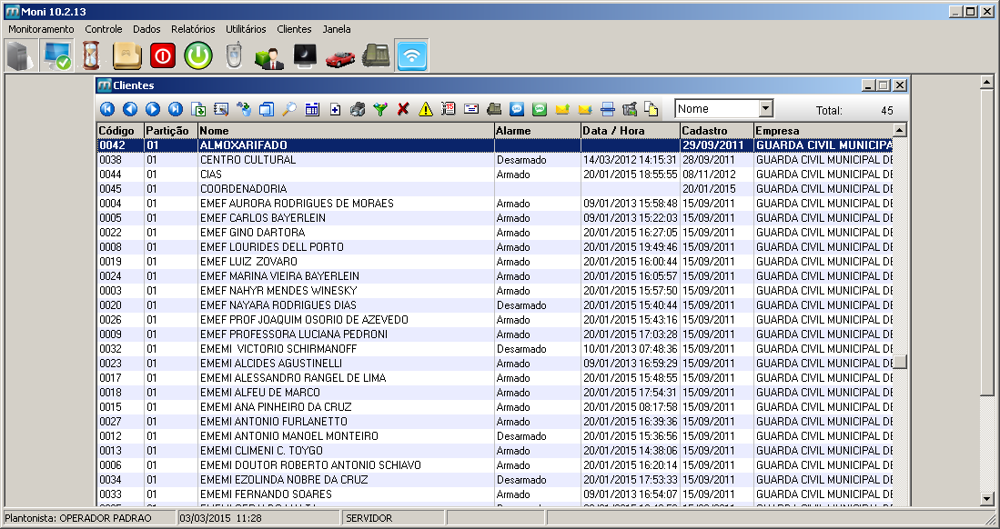 Moni 10.2.13
Monitoramento Controle Dados Relatórios Utilitários Clientes Janela
Clientes
Nome Total: 45
Código Partição Nome Alarme Data / Hora Cadastro Empresa
0042 01 ALMOXARIFADO 29/09/2011 GUARDA CIVIL MUNICIPA
0038 01 CENTRO CULTURAL Desarmado 14/03/2012 14:15:31 28/09/2011 GUARDA CIVIL MUNICIPAL DE
0044 01 CIAS Armado 20/01/2015 18:55:55 08/11/2012 GUARDA CIVIL MUNICIPAL DE
0045 01 COORDENADORIA 20/01/2015 GUARDA CIVIL MUNICIPAL DE
0004 01 EMEF AURORA RODRIGUES DE MORAES Armado 09/01/2013 15:58:48 15/09/2011 GUARDA CIVIL MUNICIPAL DE
0005 01 EMEF CARLOS BAYERLEIN Armado 09/01/2013 15:22:03 15/09/2011 GUARDA CIVIL MUNICIPAL DE
0022 01 EMEF GINO DARTORA Armado 20/01/2015 16:27:05 15/09/2011 GUARDA CIVIL MUNICIPAL DE
0008 01 EMEF LOURIDES DELL PORTO Armado 20/01/2015 19:49:46 15/09/2011 GUARDA CIVIL MUNICIPAL DE
0019 01 EMEF LUIZ ZOVARO Armado 20/01/2015 16:00:44 15/09/2011 GUARDA CIVIL MUNICIPAL DE
0024 01 EMEF MARINA VIEIRA BAYERLEIN Armado 20/01/2015 16:05:57 15/09/2011 GUARDA CIVIL MUNICIPAL DE
0003 01 EMEF NAHYR MENDES WINESKY Armado 20/01/2015 15:57:50 15/09/2011 GUARDA CIVIL MUNICIPAL DE
0020 01 EMEF NAYARA RODRIGUES DIAS Desarmado 20/01/2015 15:40:44 15/09/2011 GUARDA CIVIL MUNICIPAL DE
0026 01 EMEF PROF JOAQUIM OSORIO DE AZEVEDO Armado 20/01/2015 15:43:16 15/09/2011 GUARDA CIVIL MUNICIPAL DE
0009 01 EMEF PROFESSORA LUCIANA PEDRONI Armado 20/01/2015 17:03:28 15/09/2011 GUARDA CIVIL MUNICIPAL DE
0032 01 EMEMI VICTORIO SCHIRMANOFF Desarmado 10/01/2013 07:48:36 15/09/2011 GUARDA CIVIL MUNICIPAL DE
0023 01 EMEMI ALCIDES AGUSTINELLI Armado 09/01/2013 16:59:29 15/09/2011 GUARDA CIVIL MUNICIPAL DE
0017 01 EMEMI ALESSANDRO RANGEL DE LIMA Armado 20/01/2015 15:48:55 15/09/2011 GUARDA CIVIL MUNICIPAL DE
0018 01 EMEMI ALFEU DE MARCO Armado 20/01/2015 17:54:31 15/09/2011 GUARDA CIVIL MUNICIPAL DE
0015 01 EMEMI ANA PINHEIRO DA CRUZ Armado 20/01/2015 08:17:58 15/09/2011 GUARDA CIVIL MUNICIPAL DE
0027 01 EMEMI ANTONIO FURLANETTO Armado 20/01/2015 16:39:36 15/09/2011 GUARDA CIVIL MUNICIPAL DE
0012 01 EMEMI ANTONIO MANOEL MONTEIRO Desarmado 20/01/2015 15:36:56 15/09/2011 GUARDA CIVIL MUNICIPAL DE
0013 01 EMEMI CLIMENI C. TOYGO Armado 20/01/2015 14:38:06 15/09/2011 GUARDA CIVIL MUNICIPAL DE
0006 01 EMEMI DOUTOR ROBERTO ANTONIO SCHIAVO Armado 20/01/2015 16:20:14 15/09/2011 GUARDA CIVIL MUNICIPAL DE
0034 01 EMEMI EZOLINDA NOBRE DA CRUZ Desarmado 20/01/2015 17:53:33 15/09/2011 GUARDA CIVIL MUNICIPAL DE
0033 01 EMEMI FERNANDO SOARES Armado 09/01/2013 16:54:07 15/09/2011 GUARDA CIVIL MUNICIPAL DE
Plantonista: OPERADOR PADRAO 03/03/2015 11:28 SERVIDOR